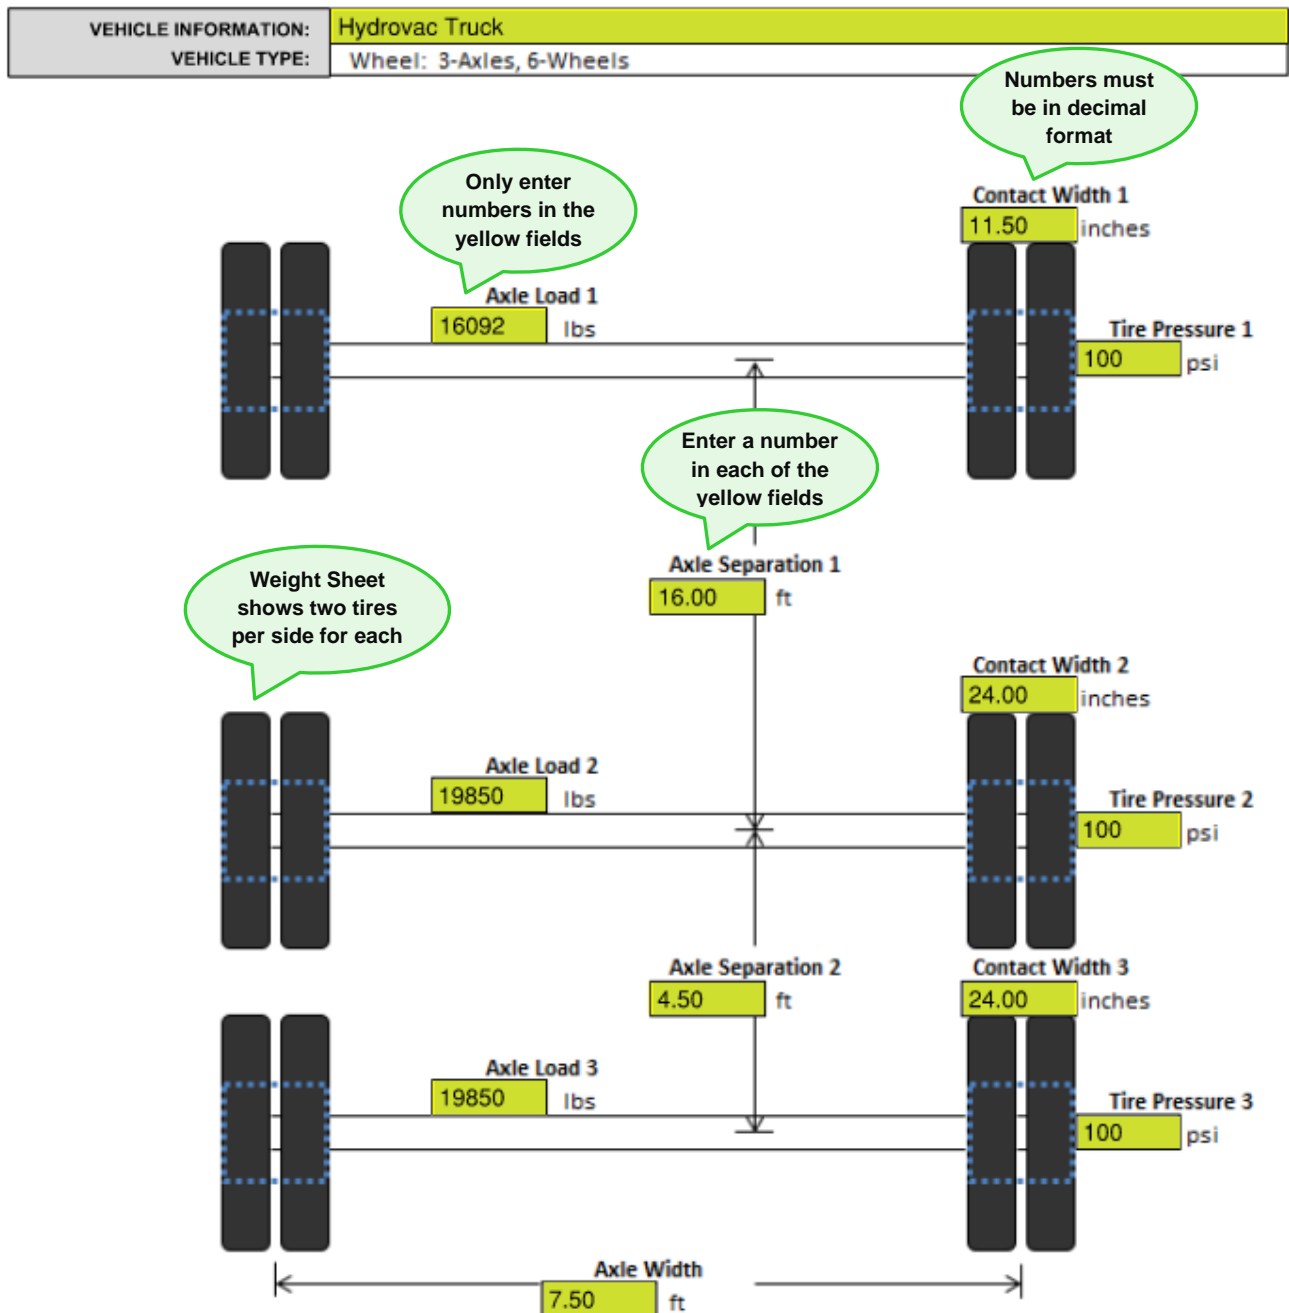 VEHICLE INFORMATION: Hydrovac Truck
VEHICLE TYPE: Wheel: 3-Axles, 6-Wheels
Numbers must
be in decimal
format
Only enter
numbers in the
yellow fields
Contact Width 1
11.50 inches
Axle Load 1
16092 lbs
Tire Pressure 1
100 psi
Enter a number
in each of the
yellow fields
Axle Separation 1
16.00 ft
Weight Sheet
shows two tires
per side for each
Contact Width 2
24.00 inches
Axle Load 2
19850 lbs
Tire Pressure 2
100 psi
Axle Separation 2
4.50 ft
Contact Width 3
24.00 inches
Axle Load 3
19850 lbs
Tire Pressure 3
100 psi
Axle Width
7.50 ft